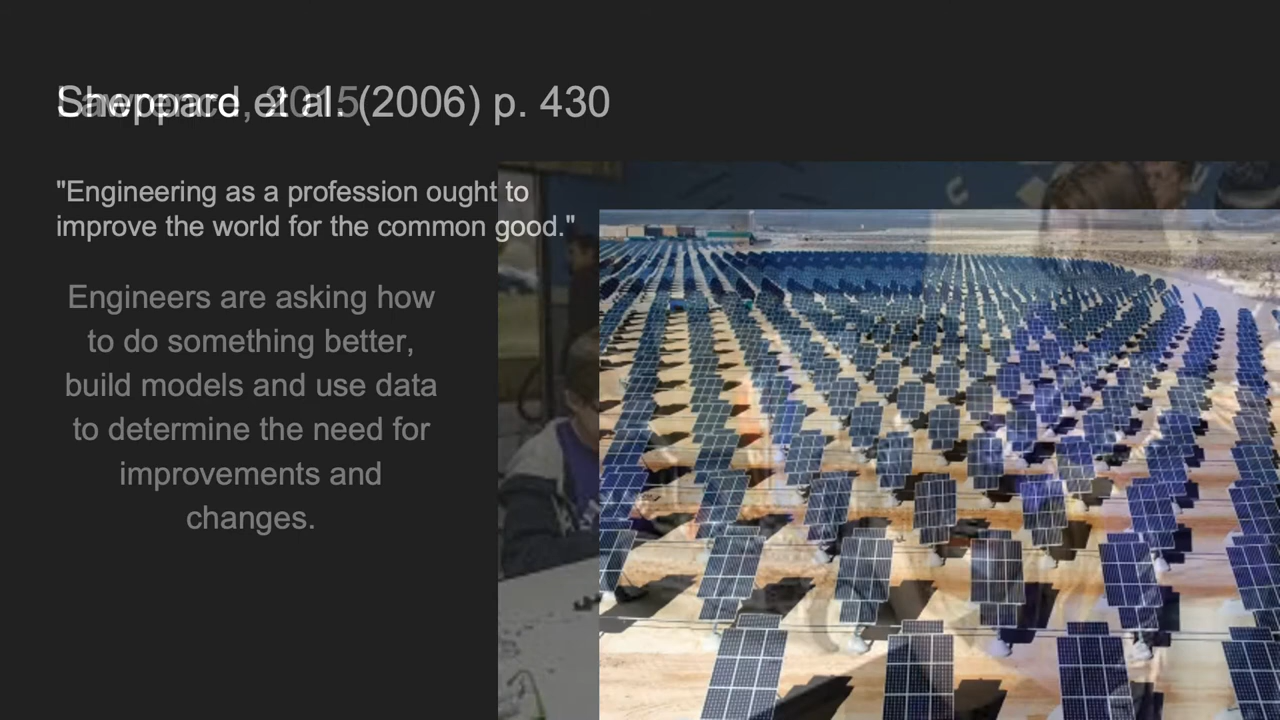 Sheppard et al. (2006) p. 430
"Engineering as a profession ought to
improve the world for the common good."
Engineers are asking how
to do something better,
build models and use data
to determine the need for
improvements and
changes.